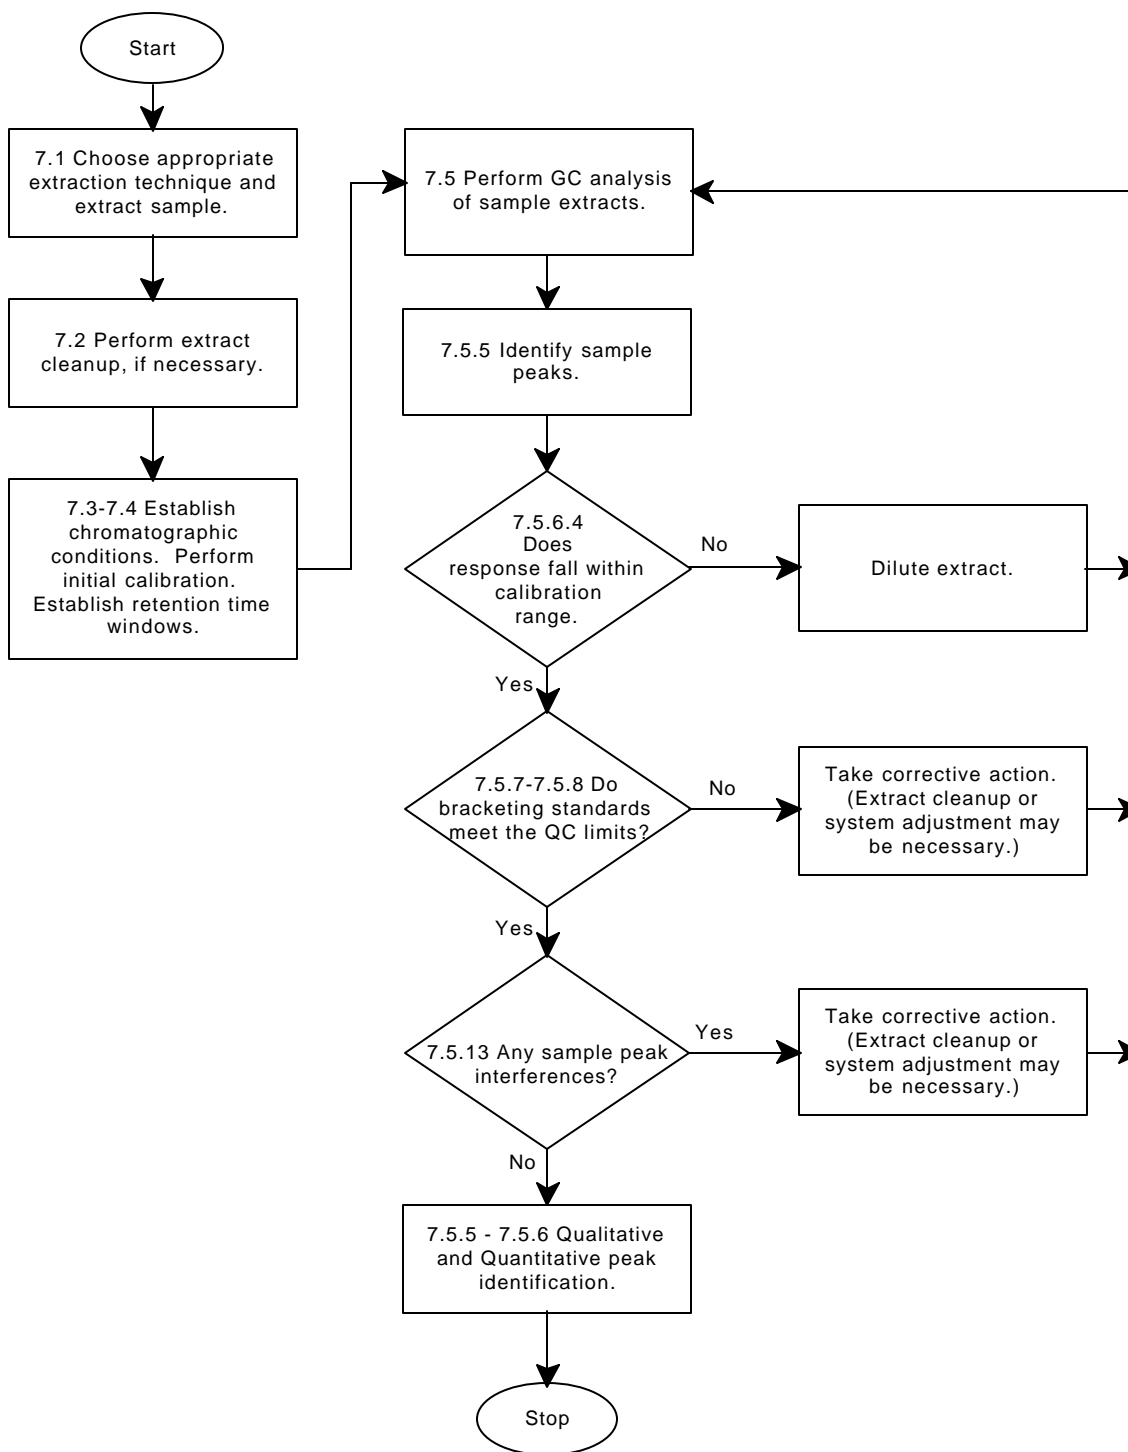 Start
7.1 Choose appropriate
extraction technique and
extract sample.
7.2 Perform extract
cleanup, if necessary.
7.3-7.4 Establish
chromatographic
conditions. Perform
initial calibration.
Establish retention time
windows.
7.5 Perform GC analysis
of sample extracts.
7.5.5 Identify sample
peaks.
7.5.6.4
Does
response fall within
calibration
range.
No
Dilute extract.
Yes
7.5.7-7.5.8 Do
bracketing standards
meet the QC limits?
No
Take corrective action.
(Extract cleanup or
system adjustment may
be necessary.)
Yes
7.5.13 Any sample peak
interferences?
Yes
Take corrective action.
(Extract cleanup or
system adjustment may
be necessary.)
No
7.5.5 - 7.5.6 Qualitative
and Quantitative peak
identification.
Stop